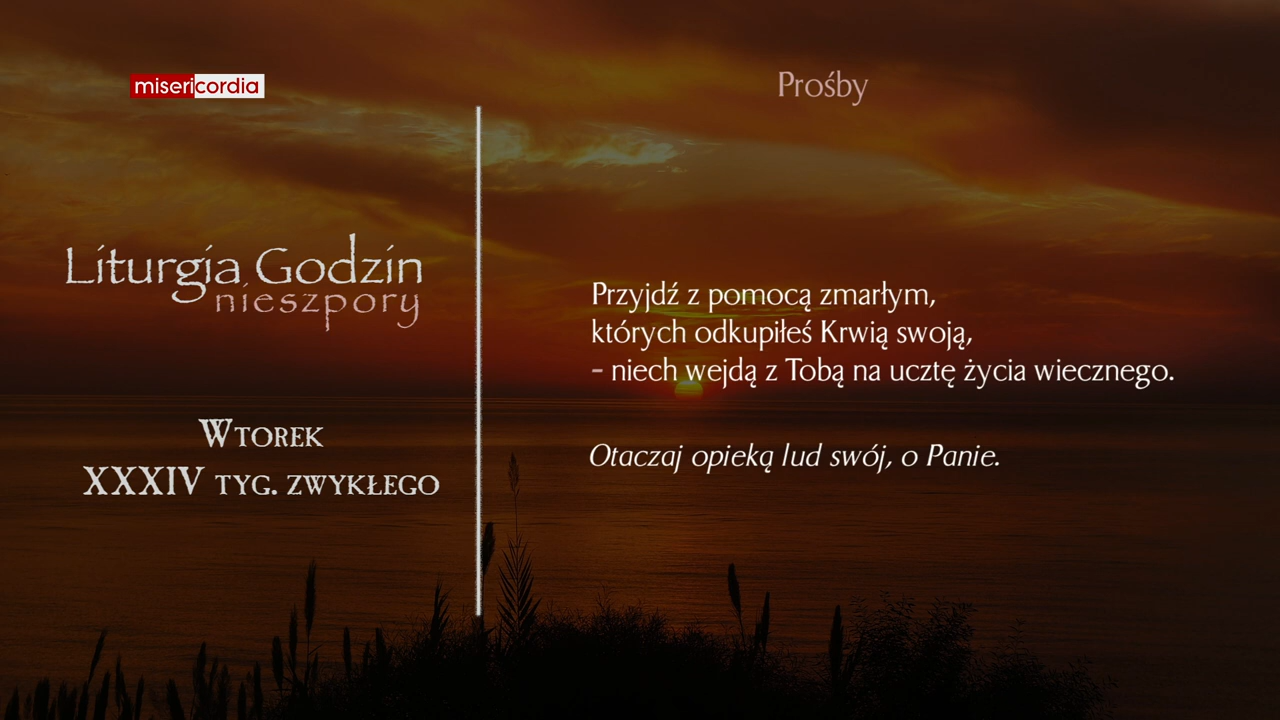 misericordia
Prośby
Liturgia Godzin
nieszpory
Wtorek
XXXIV tyg. zwykłego
Przyjdź z pomocą zmarłym,
których odkupiłeś Krwią swoją,
- niech wejdą z Tobą na ucztę życia wiecznego.
Otaczaj opieką lud swój, o Panie.